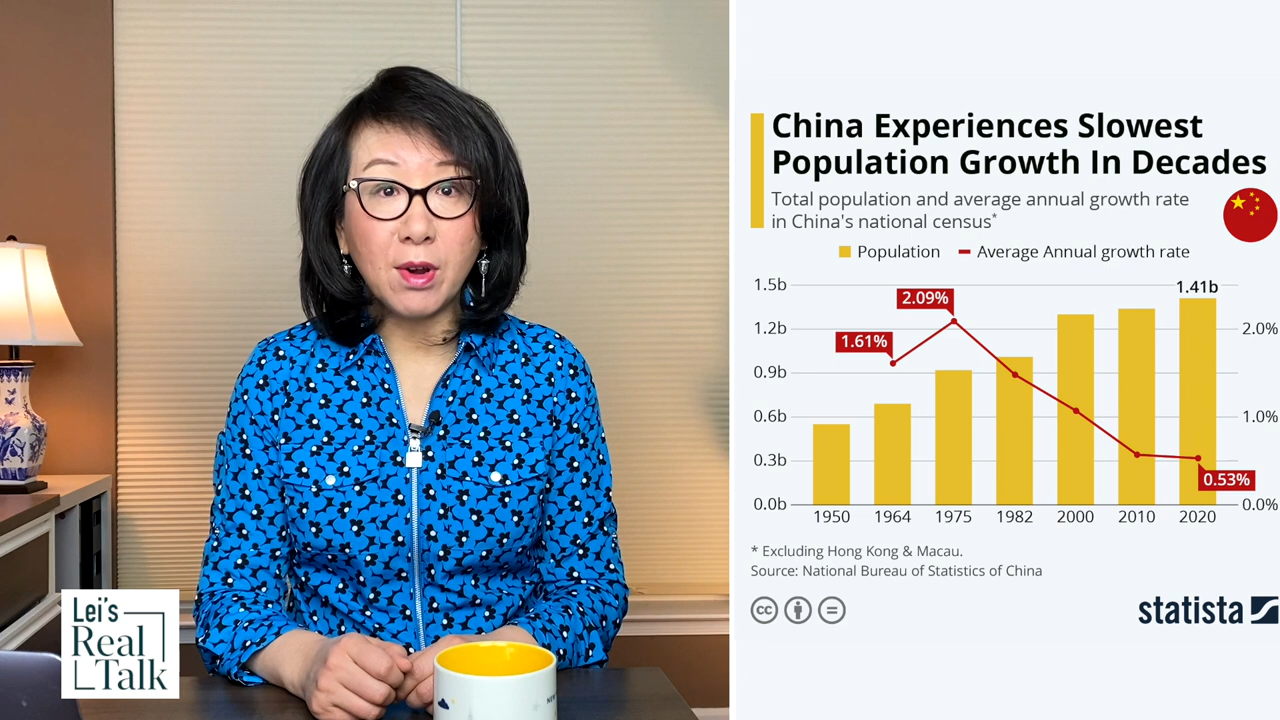 Lei's
Real
Talk
China Experiences Slowest
Population Growth In Decades
Total population and average annual growth rate
in China's national census*
Population Average Annual growth rate
1.5b
1.2b
0.9b
0.6b
0.3b
0.0b
1.61%
2.09%
1.41b
0.53%
2.0%
1.0%
0.0%
1950 1964 1975 1982 2000 2010 2020
* Excluding Hong Kong & Macau.
Source: National Bureau of Statistics of China
cc
statista